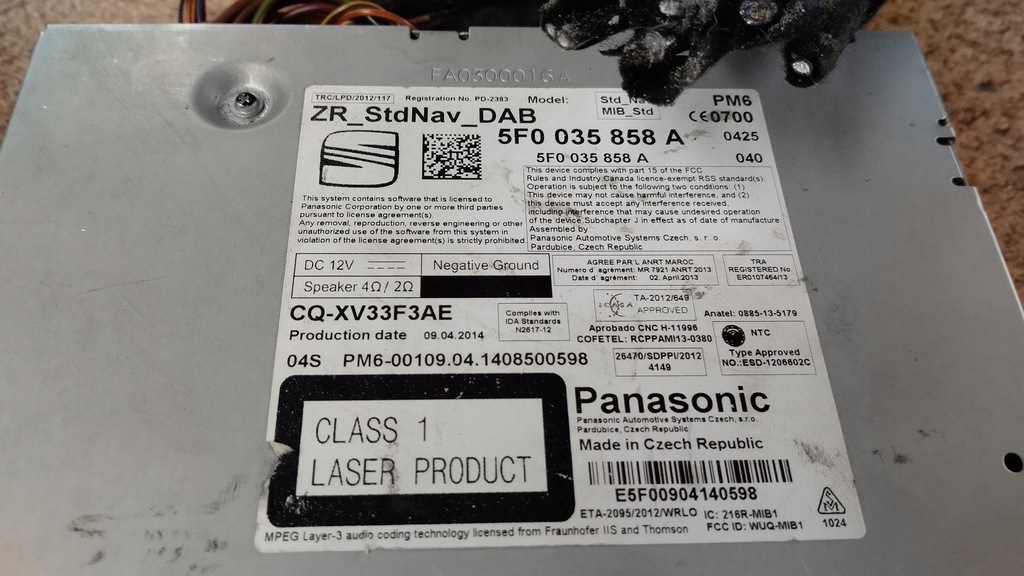 FA0300016A
TRC/LPD/2012/117 Registration No. PD-2383 Model: Std_Nav PM6
MIB_Std CE0700
ZR_StdNav_DAB
5F0 035 858 A 0425
5F0 035 858 A 040
This device complies with part 15 of the FCC
Rules and Industry Canada licence-exempt RSS standard(s).
Operation is subject to the following two conditions: (1)
This device may not cause harmful interference, and (2)
this device must accept any interference received,
including interference that may cause undesired operation
of the device. Subchapter J in effect as of date of manufacture
Assembled by
Panasonic Automotive Systems Czech, s. r. o.
Pardubice, Czech Republic
This system contains software that is licensed to
Panasonic Corporation by one or more third parties
pursuant to license agreement(s).
Any removal, reproduction, reverse engineering or other
unauthorized use of the software from this system in
violation of the license agreement(s) is strictly prohibited
DC 12V Negative Ground
Speaker 4Ω / 2Ω
AGREE PAR L ANRT MAROC
Numero d agrément: MR 7921 ANRT 2013
Date d agrément: 02. April.2013
TRA
REGISTERED No.
ER0107464/13
CQ-XV33F3AE
Production date 09.04.2014
Complies with
IDA Standards
N2617-12
ICASA TA-2012/649
APPROVED
Anatel: 0885-13-5179
Aprobado CNC H-11996
COFETEL: RCPPAMI13-0380
NTC
Type Approved
NO.:ESD-1206602C
04S PM6-00109.04.1408500598
26470/SDPPI/2012
4149
CLASS 1
LASER PRODUCT
Panasonic
Panasonic Automotive Systems Czech, s.r.o.
Pardubice, Czech Republic
Made in Czech Republic
E5F00904140598
ETA-2095/2012/WRLO IC: 216R-MIB1
FCC ID: WUQ-MIB1
1024
MPEG Layer-3 audio coding technology licensed from Fraunhofer IIS and Thomson